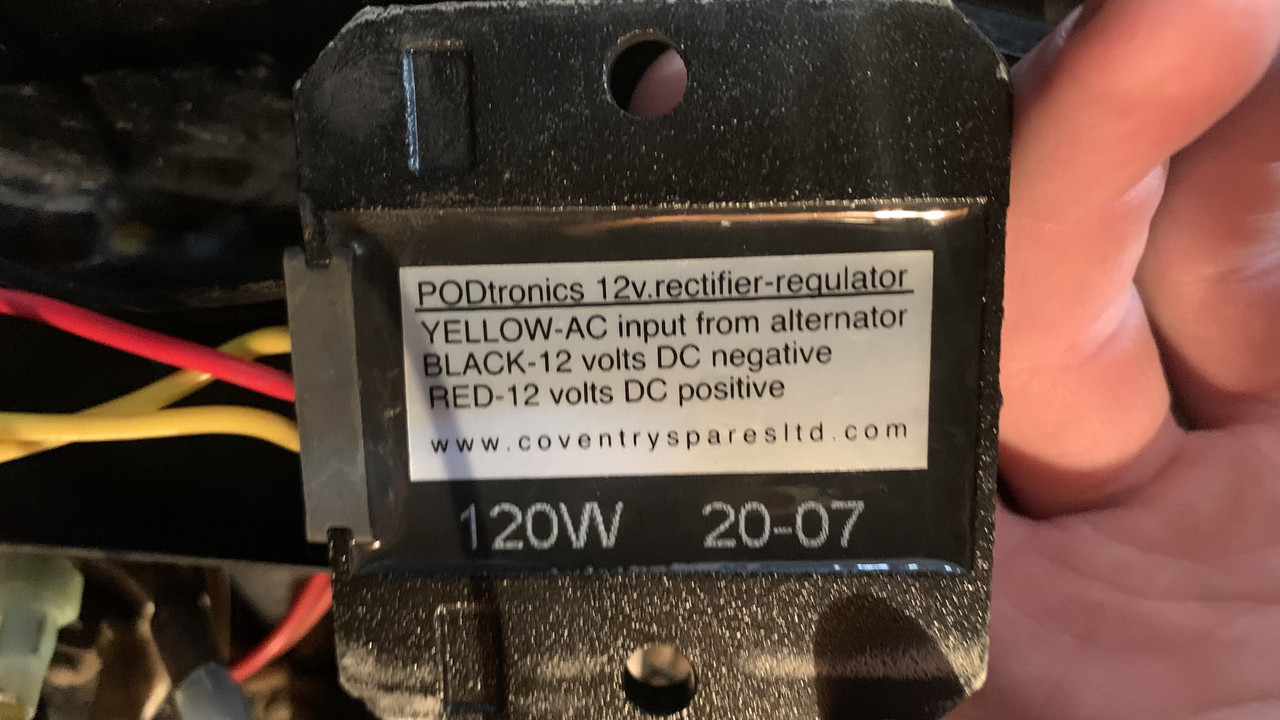 PODtronics 12v.rectifier-regulator
YELLOW-AC input from alternator
BLACK-12 volts DC negative
RED-12 volts DC positive
www.coventrysparesltd.com
120W 20-07